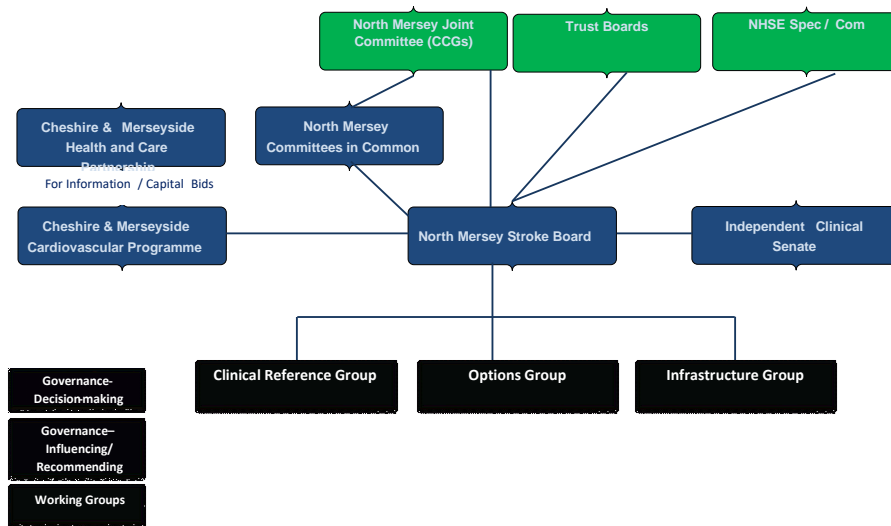 North Mersey Joint
Committee (CCGs)
Trust Boards
NHSE Spec / Com
Cheshire & Merseyside
Health and Care
Partnership
North Mersey
Committees in Common
For Information / Capital Bids
Cheshire & Merseyside
Cardiovascular Programme
North Mersey Stroke Board
Independent Clinical
Senate
Clinical Reference Group
Options Group
Infrastructure Group
Governance-
Decision-making
Governance–
Influencing/
Recommending
Working Groups